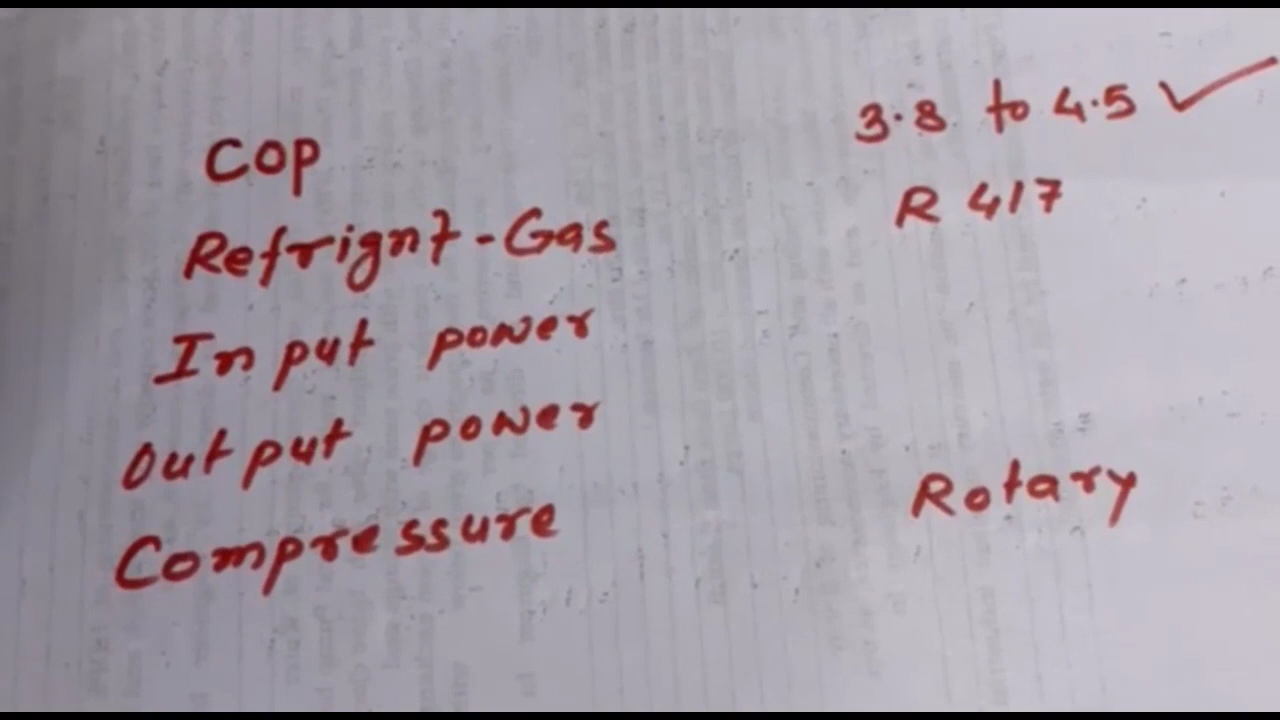 COP 3.8 to 4.5 ✓
Refrignt-Gas R 417
Input power
Output power
Compressure Rotary